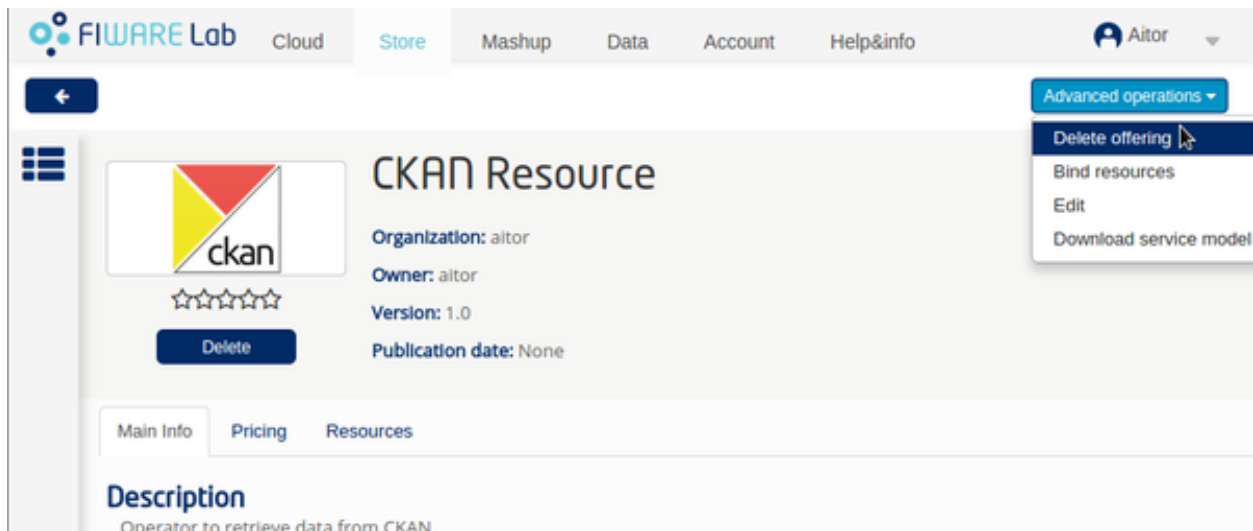 FIWARE Lab Cloud Store Mashup Data Account Help&info Aitor
Advanced operations
Delete offering
Bind resources
Edit
Download service model
CKAN Resource
ckan
Organization: aitor
Owner: aitor
Version: 1.0
Publication date: None
Delete
Main Info Pricing Resources
Description
Operator to retrieve data from CKAN